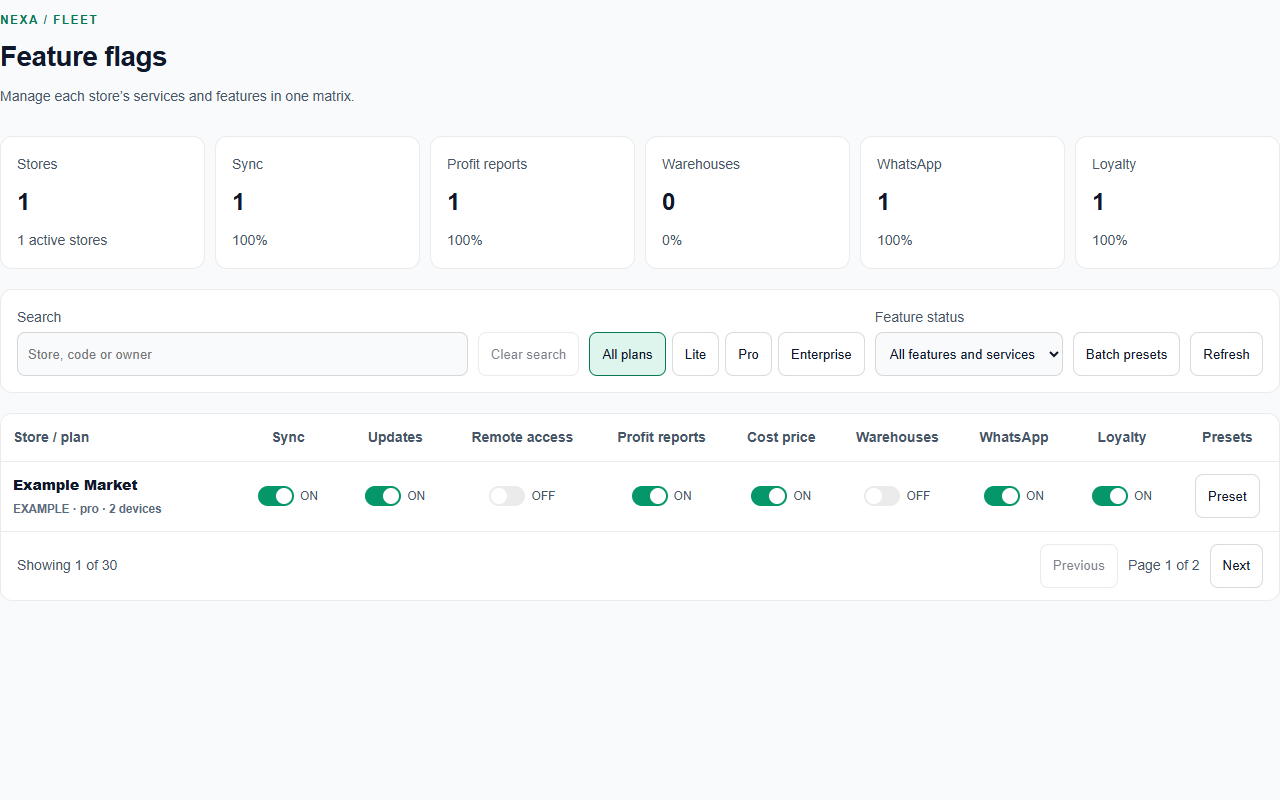 NEXA / FLEET
Feature flags
Manage each store's services and features in one matrix.
Stores
1
1 active stores
Sync
1
100%
Profit reports
1
100%
Warehouses
0
0%
WhatsApp
1
100%
Loyalty
1
100%
Search
Feature status
Store, code or owner
Clear search
All plans
Lite
Pro
Enterprise
All features and services
Batch presets
Refresh
Store / plan Sync Updates Remote access Profit reports Cost price Warehouses WhatsApp Loyalty Presets
Example Market
EXAMPLE · pro · 2 devices
ON ON OFF ON ON OFF ON ON Preset
Showing 1 of 30
Previous Page 1 of 2 Next